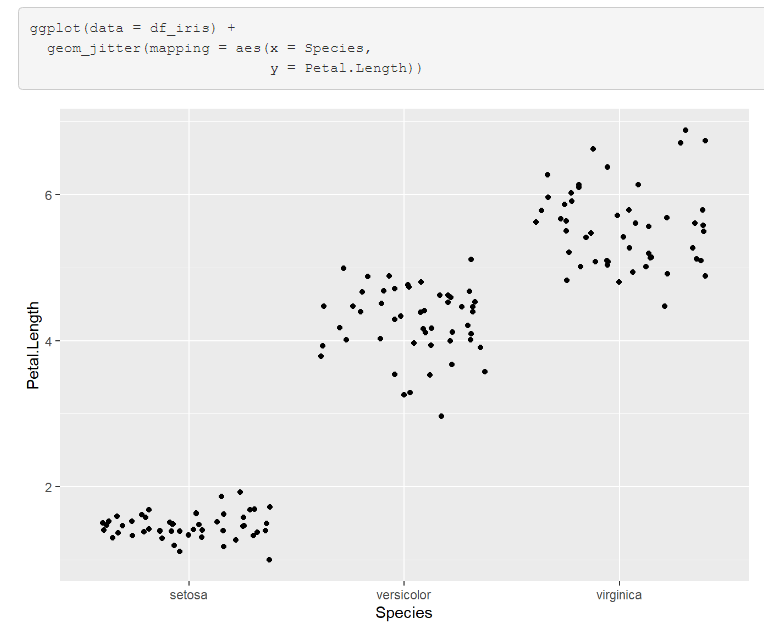 ggplot(data = df_iris) +
  geom_jitter(mapping = aes(x = Species,
                            y = Petal.Length))
6
4
2
Petal.Length
setosa versicolor virginica
Species